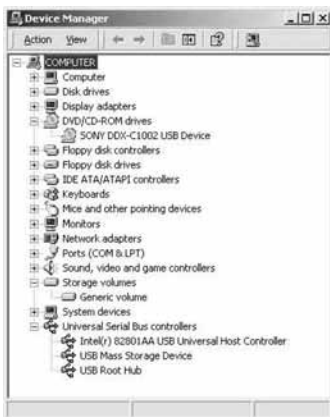 Device Manager
Action View
COMPUTER
Computer
Disk drives
Display adapters
DVD/CD-ROM drives
SONY DDX-C1002 USB Device
Floppy disk controllers
Floppy disk drives
IDE ATA/ATAPI controllers
Keyboards
Mice and other pointing devices
Monitors
Network adapters
Ports (COM & LPT)
Sound, video and game controllers
Storage volumes
Generic volume
System devices
Universal Serial Bus controllers
Intel(r) 82801AA USB Universal Host Controller
USB Mass Storage Device
USB Root Hub